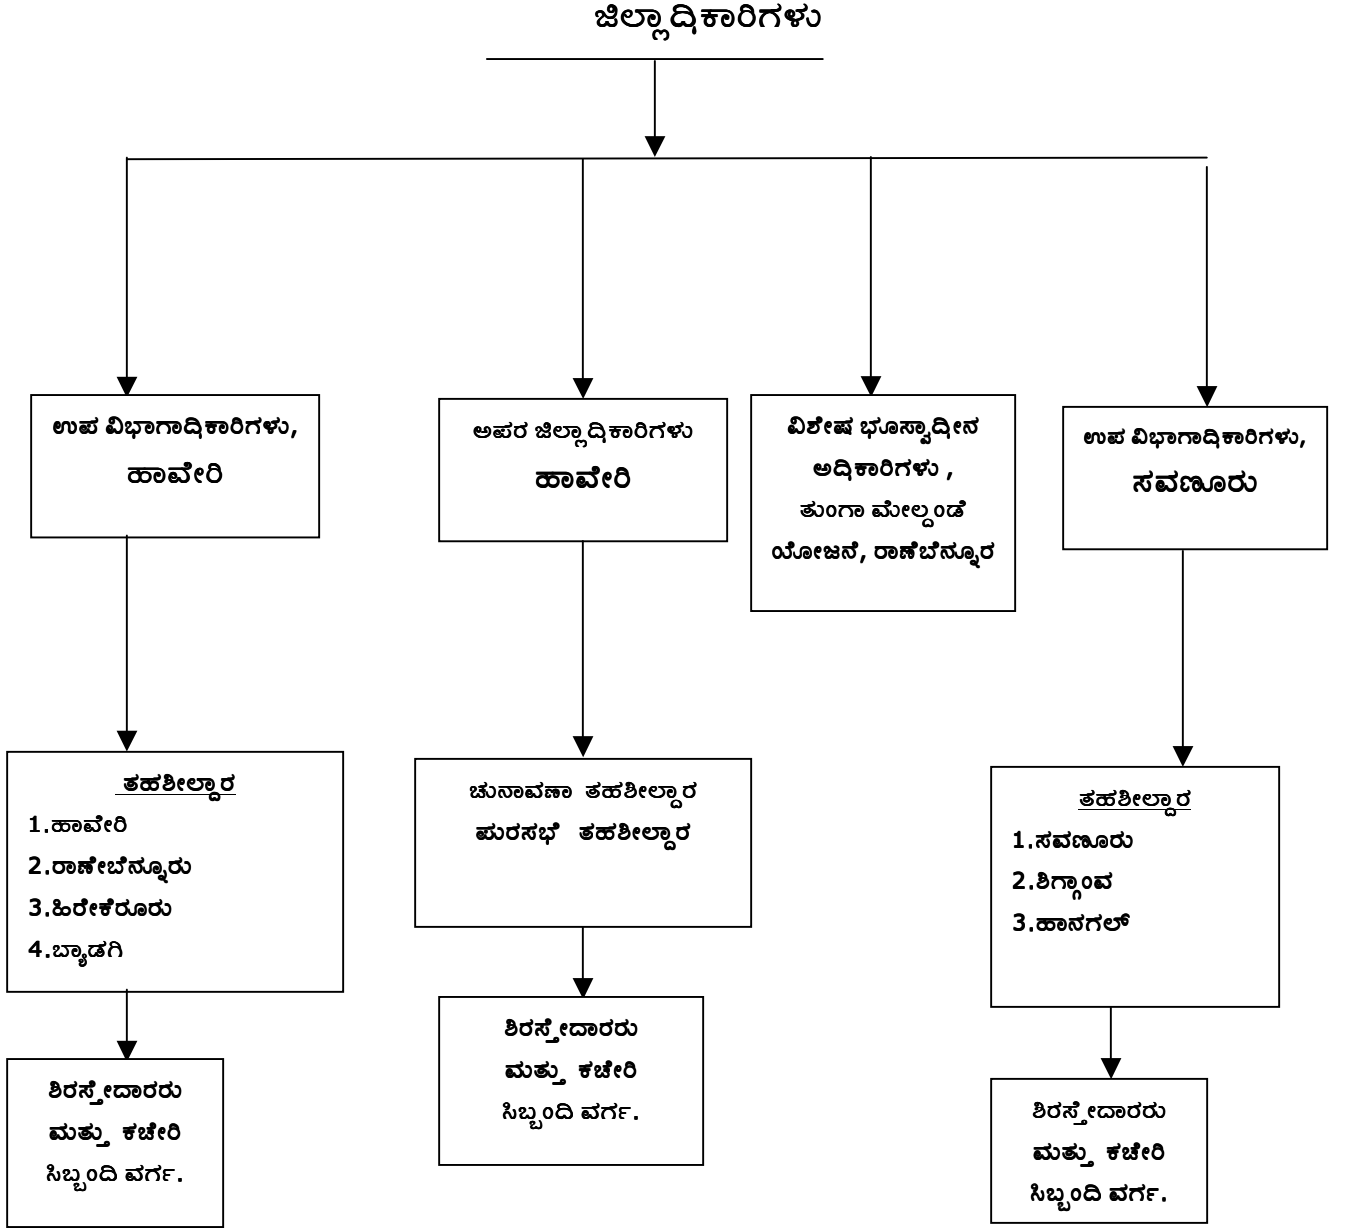 ಜಿಲ್ಲಾಧಿಕಾರಿಗಳು
ಉಪ ವಿಭಾಗಾಧಿಕಾರಿಗಳು,
ಹಾವೇರಿ
ಅಪರ ಜಿಲ್ಲಾಧಿಕಾರಿಗಳು
ಹಾವೇರಿ
ವಿಶೇಷ ಭೂಸ್ವಾಧೀನ
ಅಧಿಕಾರಿಗಳು ,
ತುಂಗಾ ಮೇಲ್ದಂಡೆ
ಯೋಜನೆ, ರಾಣೆಬೆನ್ನೂರ
ಉಪ ವಿಭಾಗಾಧಿಕಾರಿಗಳು,
ಸವಣೂರು
ತಹಶೀಲ್ದಾರ
1.ಹಾವೇರಿ
2.ರಾಣೇಬೆನ್ನೂರು
3.ಹಿರೇಕೆರೂರು
4.ಬ್ಯಾಡಗಿ
ಚುನಾವಣಾ ತಹಶೀಲ್ದಾರ
ಪುರಸಭೆ ತಹಶೀಲ್ದಾರ
ತಹಶೀಲ್ದಾರ
1.ಸವಣೂರು
2.ಶಿಗ್ಗಾಂವ
3.ಹಾನಗಲ್
ಶಿರಸ್ತೇದಾರರು
ಮತ್ತು ಕಚೇರಿ
ಸಿಬ್ಬಂದಿ ವರ್ಗ.
ಶಿರಸ್ತೇದಾರರು
ಮತ್ತು ಕಚೇರಿ
ಸಿಬ್ಬಂದಿ ವರ್ಗ.
ಶಿರಸ್ತೇದಾರರು
ಮತ್ತು ಕಚೇರಿ
ಸಿಬ್ಬಂದಿ ವರ್ಗ.